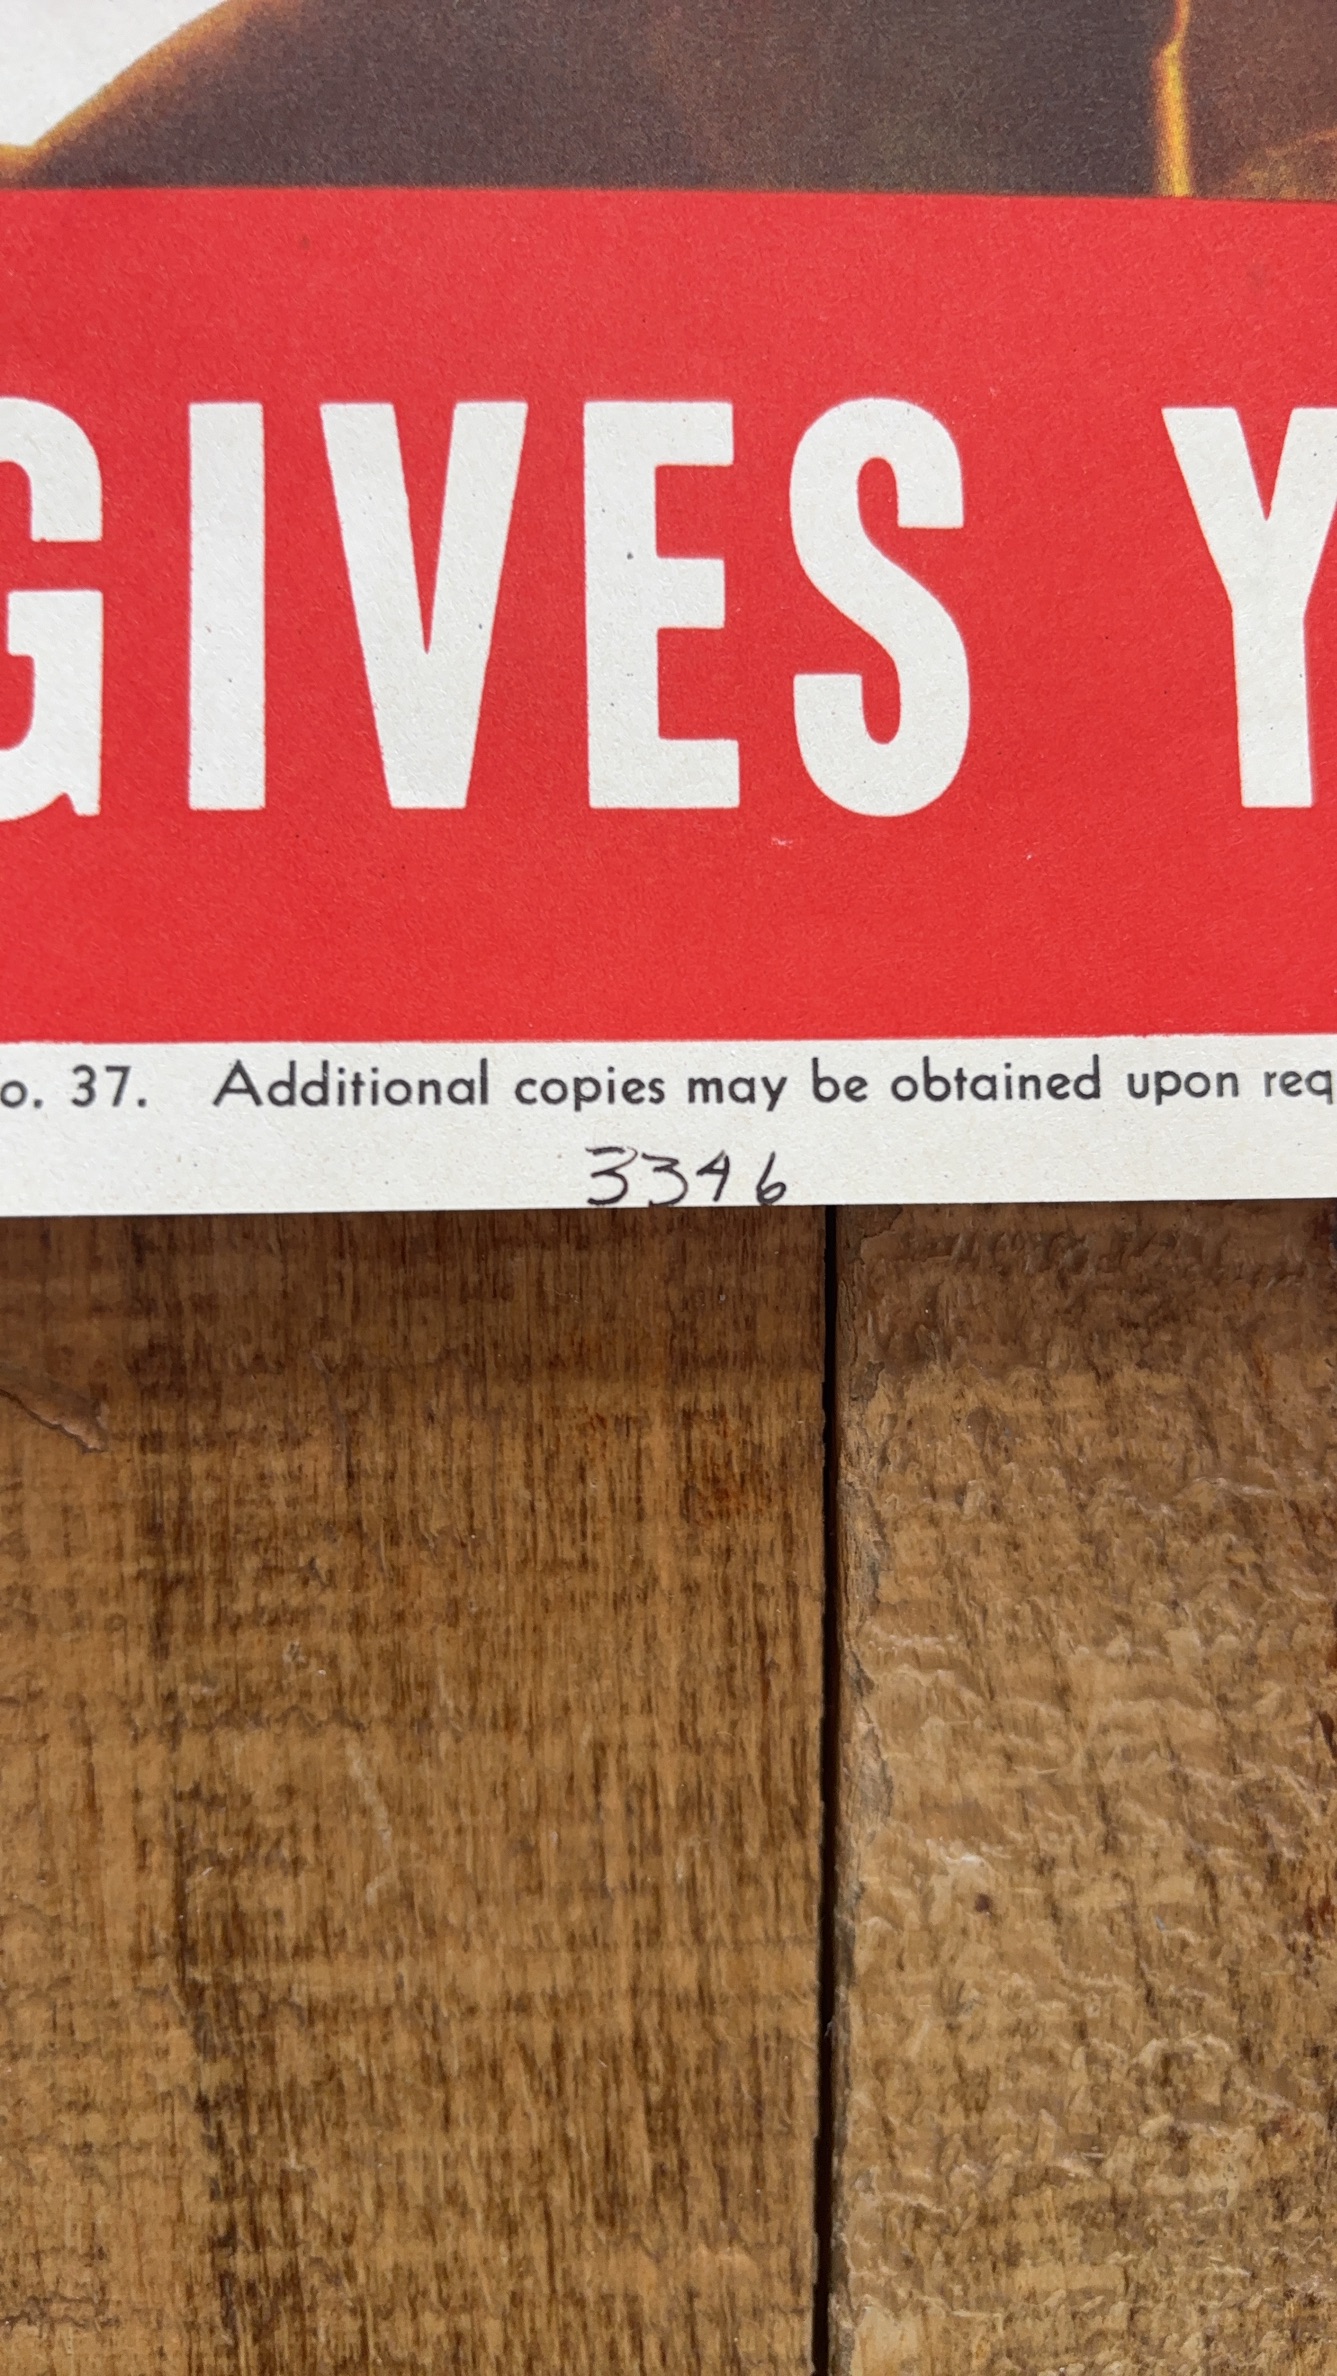 GIVES Y
o. 37. Additional copies may be obtained upon req
3346